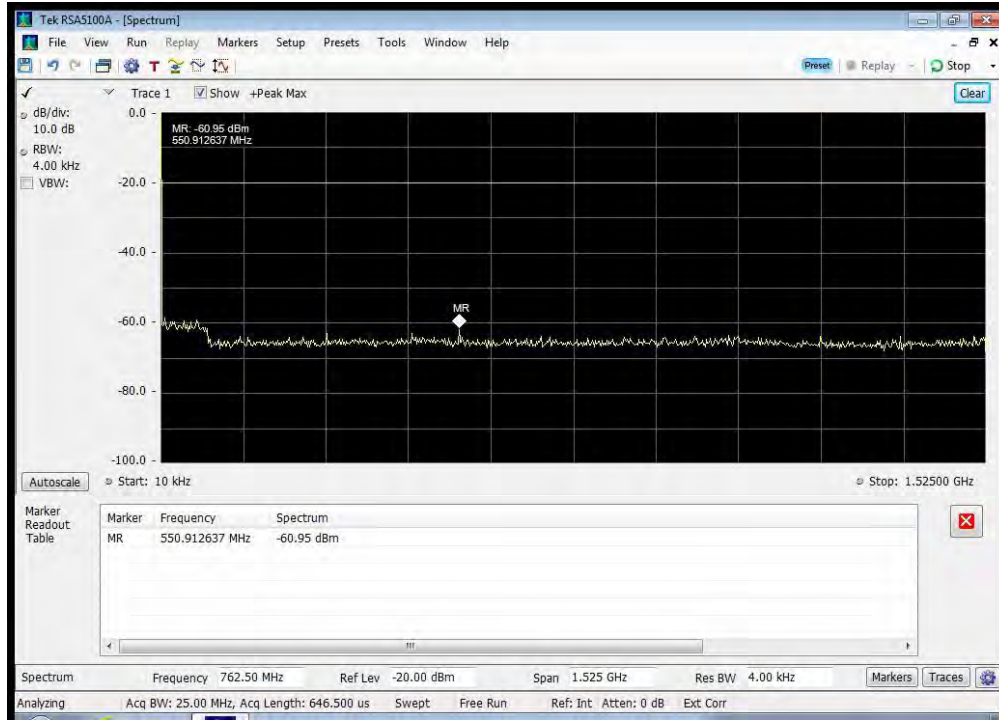 Tek RSA5100A - [Spectrum]
File View Run Replay Markers Setup Presets Tools Window Help
Preset Replay Stop
Trace 1 Show +Peak Max Clear
dB/div:
10.0 dB
RBW:
4.00 kHz
VBW:
0.0
MR: -60.95 dBm
550.912637 MHz
-20.0
-40.0
MR
-60.0
-80.0
-100.0
Autoscale Start: 10 kHz Stop: 1.52500 GHz
Marker Readout Table
Marker Frequency Spectrum
MR 550.912637 MHz -60.95 dBm
Spectrum Frequency 762.50 MHz Ref Lev -20.00 dBm Span 1.525 GHz Res BW 4.00 kHz Markers Traces
Analyzing Acq BW: 25.00 MHz, Acq Length: 646.500 us Swept Free Run Ref: Int Atten: 0 dB Ext Corr